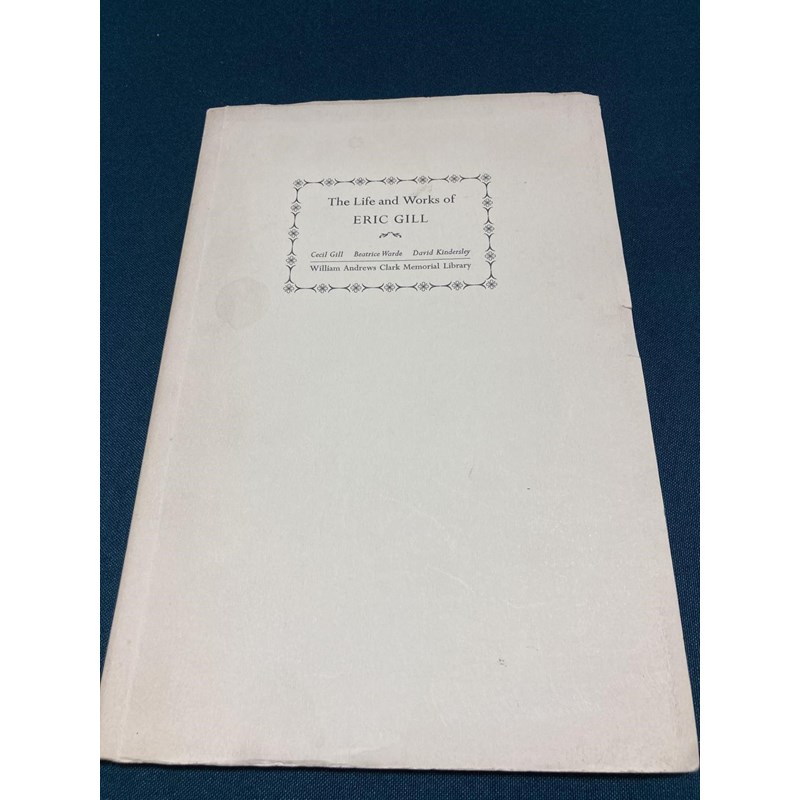 The Life and Works of
ERIC GILL
Cecil Gill Beatrice Warde David Kindersley
William Andrews Clark Memorial Library